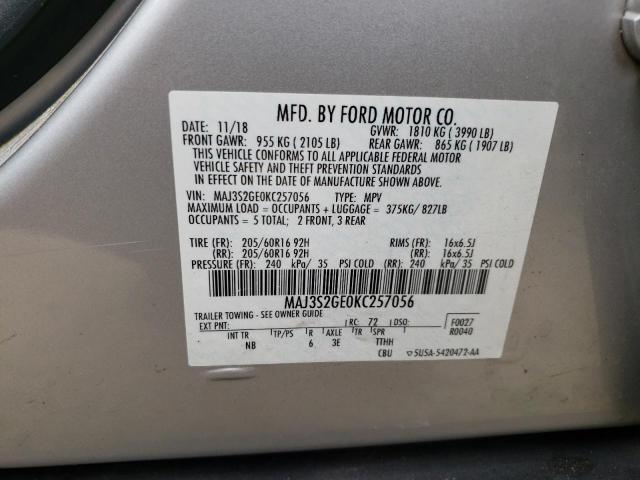 MFD. BY FORD MOTOR CO.
DATE: 11/18 GVWR: 1810 KG ( 3990 LB)
FRONT GAWR: 955 KG ( 2105 LB) REAR GAWR: 865 KG ( 1907 LB)
THIS VEHICLE CONFORMS TO ALL APPLICABLE FEDERAL MOTOR
VEHICLE SAFETY AND THEFT PREVENTION STANDARDS
IN EFFECT ON THE DATE OF MANUFACTURE SHOWN ABOVE.
VIN: MAJ3S2GE0KC257056 TYPE: MPV
MAXIMUM LOAD = OCCUPANTS + LUGGAGE = 375KG/ 827LB
OCCUPANTS = 5 TOTAL; 2 FRONT, 3 REAR
TIRE (FR): 205/60R16 92H RIMS (FR): 16x6.5J
(RR): 205/60R16 92H (RR): 16x6.5J
PRESSURE (FR): 240 kPa/ 35 PSI COLD (RR): 240 kPa/ 35 PSI COLD
MAJ3S2GE0KC257056
TRAILER TOWING - SEE OWNER GUIDE
EXT PNT: RC: 72 DSO: F0027
R0040
INT TR TP/PS R AXLE TR SPR
NB 6 3E TTHH
CBU 5U5A-5420472-AA